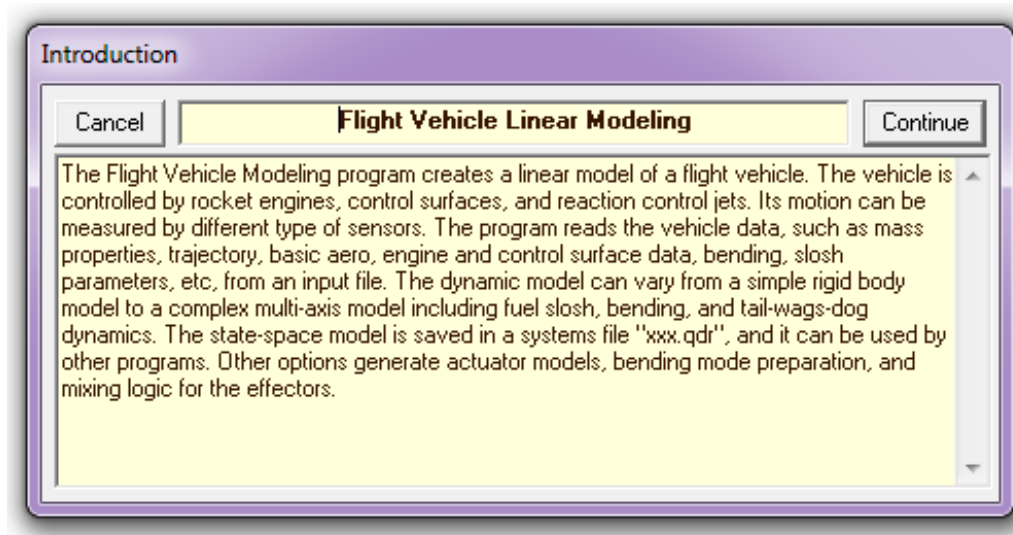 Introduction
Cancel
Flight Vehicle Linear Modeling
Continue
The Flight Vehicle Modeling program creates a linear model of a flight vehicle. The vehicle is
controlled by rocket engines, control surfaces, and reaction control jets. Its motion can be
measured by different type of sensors. The program reads the vehicle data, such as mass
properties, trajectory, basic aero, engine and control surface data, bending, slosh
parameters, etc, from an input file. The dynamic model can vary from a simple rigid body
model to a complex multi-axis model including fuel slosh, bending, and tail-wags-dog
dynamics. The state-space model is saved in a systems file "xxx.qdr", and it can be used by
other programs. Other options generate actuator models, bending mode preparation, and
mixing logic for the effectors.